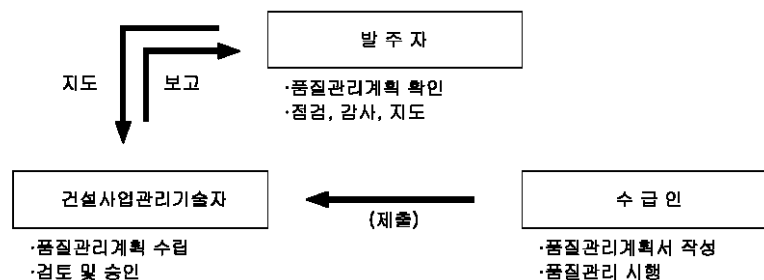 발 주 자
지도
보고
·품질관리계획 확인
·점검, 감사, 지도
건설사업관리기술자
(제출)
수 급 인
·품질관리계획 수립
·검토 및 승인
·품질관리계획서 작성
·품질관리 시행